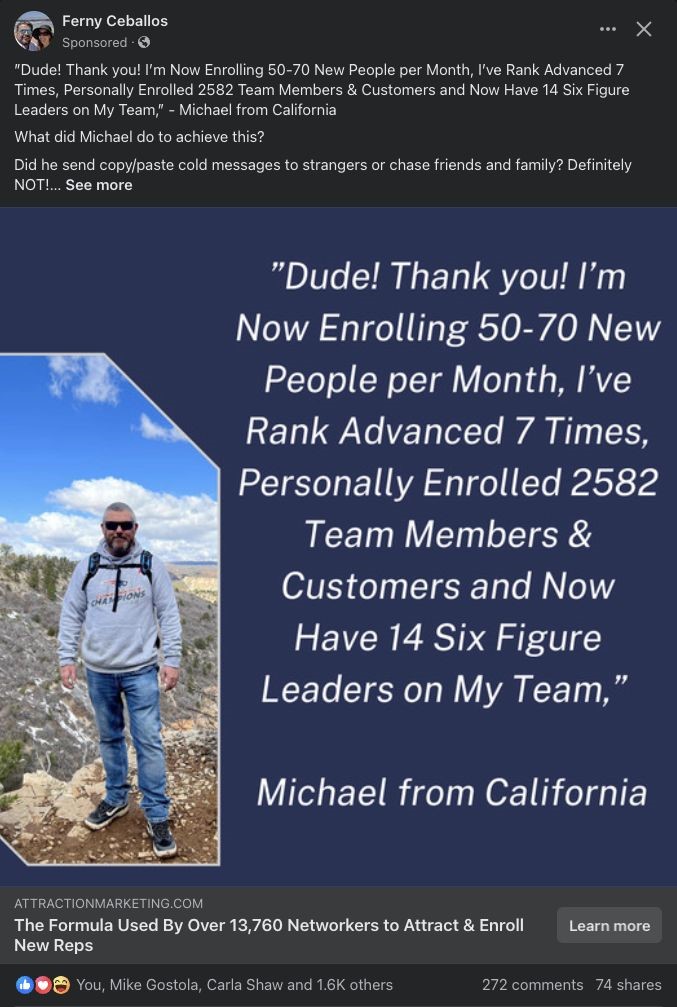 Ferny Ceballos
Sponsored ·
"Dude! Thank you! I'm Now Enrolling 50-70 New People per Month, I've Rank Advanced 7
Times, Personally Enrolled 2582 Team Members & Customers and Now Have 14 Six Figure
Leaders on My Team," - Michael from California
What did Michael do to achieve this?
Did he send copy/paste cold messages to strangers or chase friends and family? Definitely
NOT!... See more
"Dude! Thank you! I'm
Now Enrolling 50-70 New
People per Month, I've
Rank Advanced 7 Times,
Personally Enrolled 2582
Team Members &
Customers and Now
Have 14 Six Figure
Leaders on My Team,"
Michael from California
CHAMPIONS
ATTRACTIONMARKETING.COM
The Formula Used By Over 13,760 Networkers to Attract & Enroll
New Reps
Learn more
You, Mike Gostola, Carla Shaw and 1.6K others
272 comments 74 shares